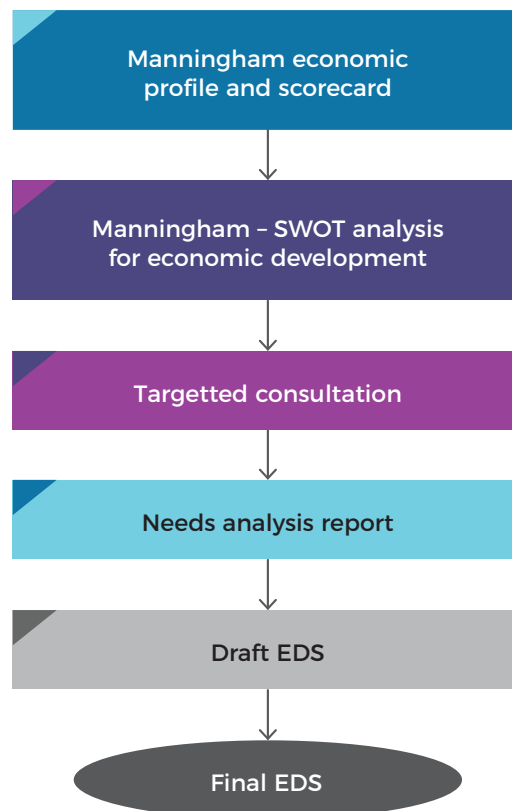 Manningham economic
profile and scorecard
Manningham – SWOT analysis
for economic development
Targetted consultation
Needs analysis report
Draft EDS
Final EDS